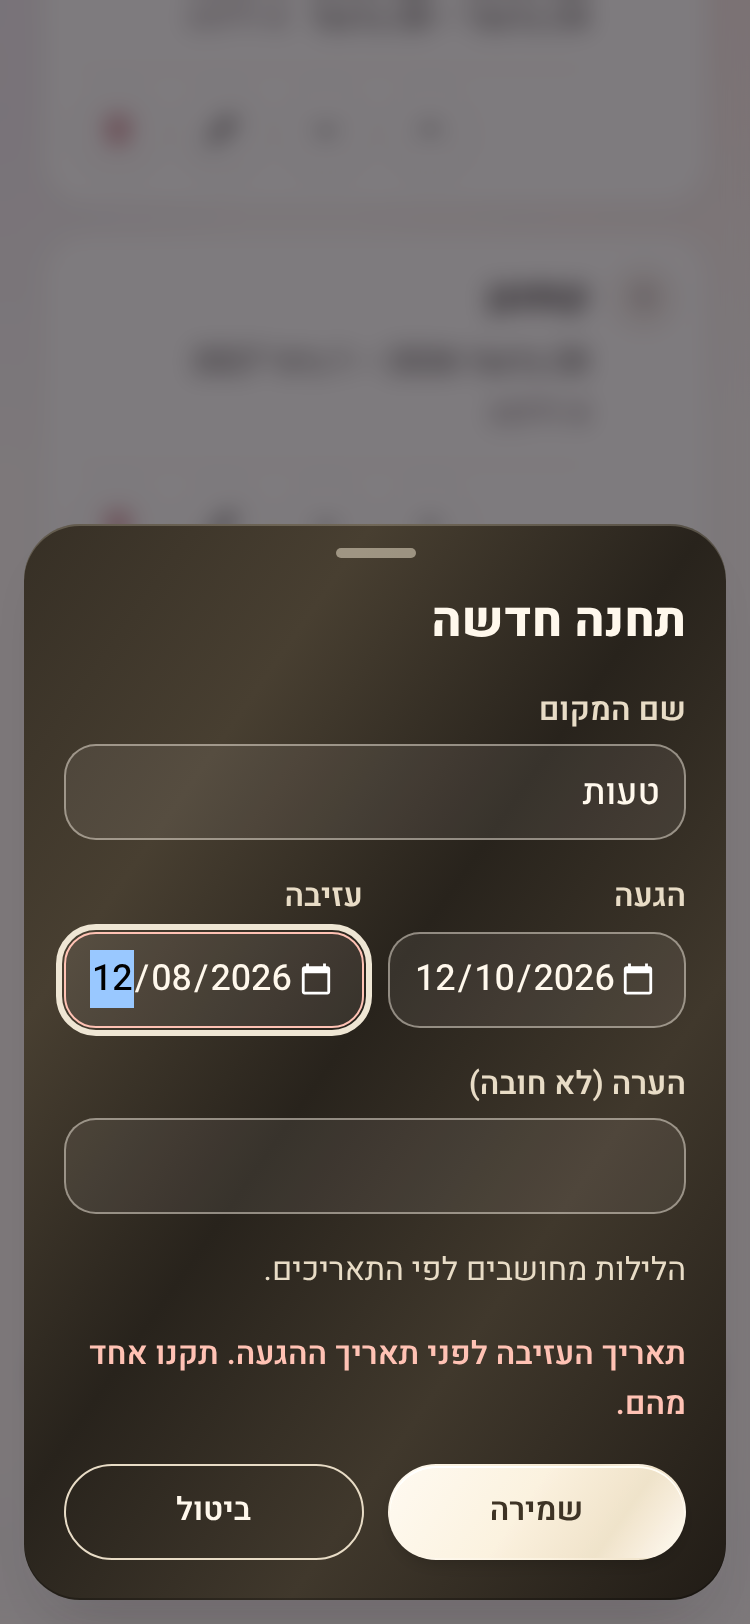 תחנה חדשה
שם המקום
טעות
הגעה
עזיבה
12/10/2026
12/08/2026
הערה (לא חובה)
הלילות מחושבים לפי התאריכים.
תאריך העזיבה לפני תאריך ההגעה. תקנו אחד
מהם.
שמירה
ביטול